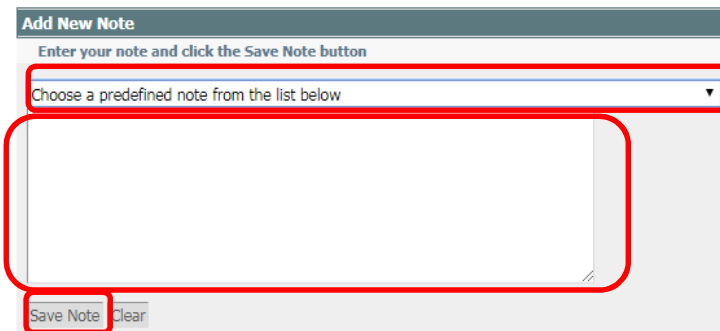 Add New Note
Enter your note and click the Save Note button
Choose a predefined note from the list below
Save Note Clear